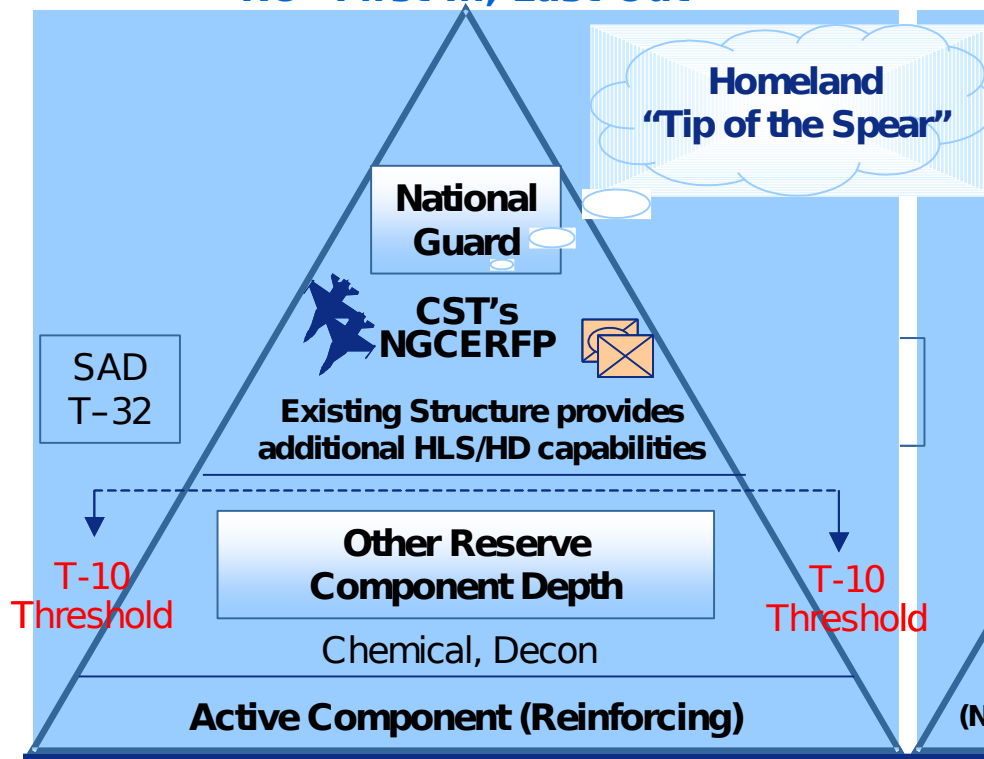 Homeland
“Tip of the Spear”
National
Guard
CST’s
NGCERFP
SAD
T–32
Existing Structure provides
additional HLS/HD capabilities
Other Reserve
Component Depth
T-10
Threshold
T-10
Threshold
Chemical, Decon
Active Component (Reinforcing)
(N